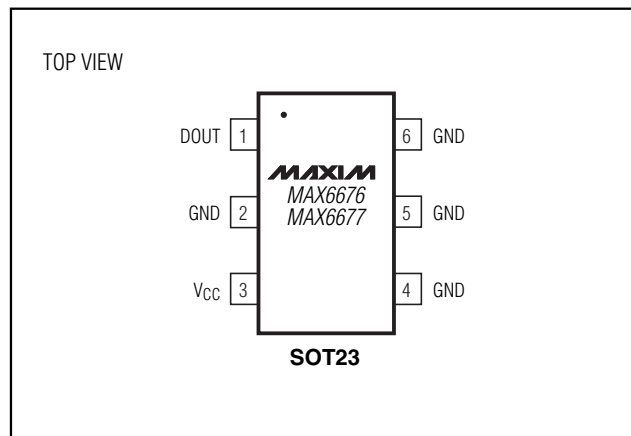 TOP VIEW
DOUT 1
6 GND
MAXIM
MAX6676
MAX6677
GND 2
5 GND
VCC 3
4 GND
SOT23